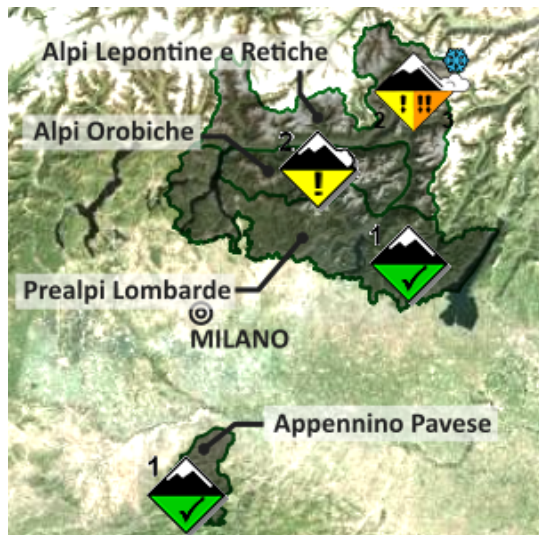 Alpi Lepontine e Retiche
! !!
2 3
Alpi Orobiche
2
!
1
Prealpi Lombarde
MILANO
Appennino Pavese
1